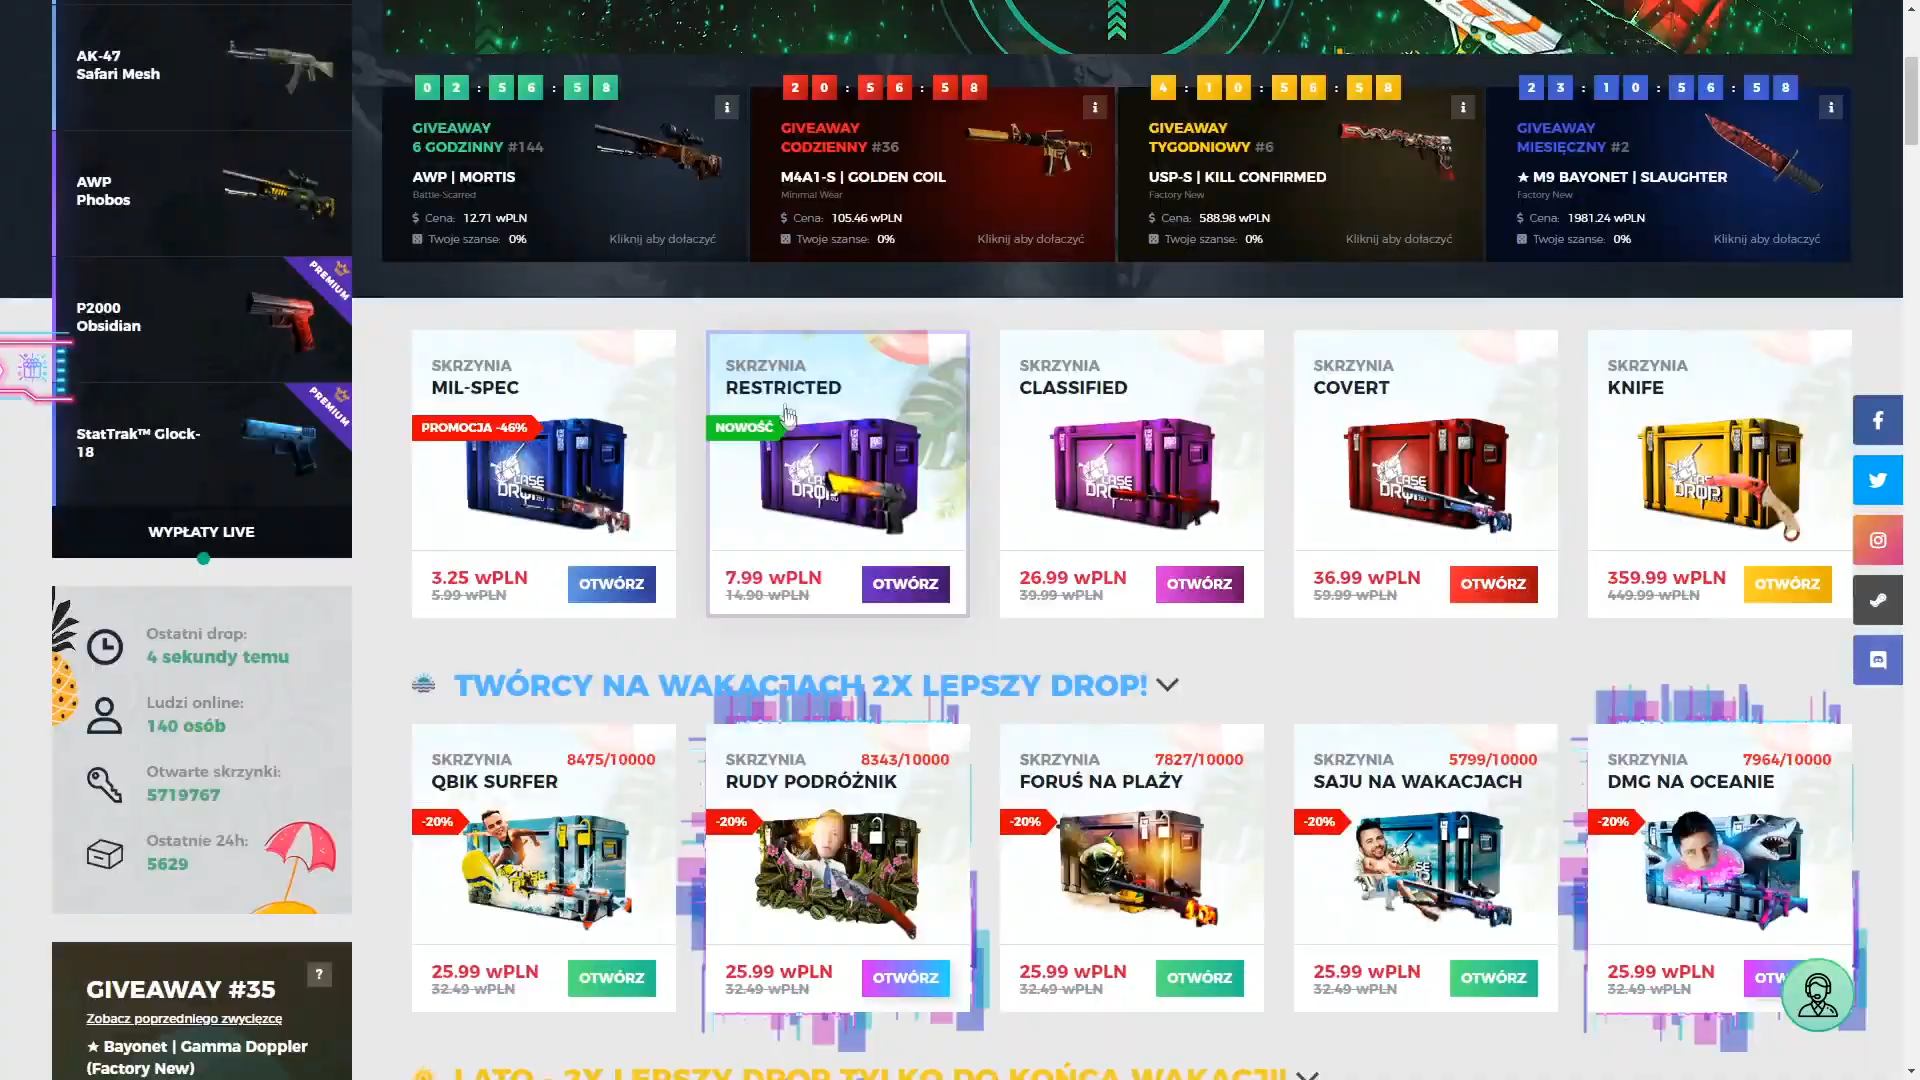 AK-47
Safari Mesh
AWP
Phobos
PREMIUM
P2000
Obsidian
PREMIUM
StatTrak™ Glock-
18
WYPŁATY LIVE
Ostatni drop:
4 sekundy temu
Ludzi online:
140 osób
Otwarte skrzynki:
5719767
Ostatnie 24h:
5629
GIVEAWAY #35
?
Zobacz poprzedniego zwycięzcę
★ Bayonet | Gamma Doppler
(Factory New)
0 2 : 5 6 : 5 8
GIVEAWAY
6 GODZINNY #144
AWP | MORTIS
Battle-Scarred
$ Cena: 12.71 wPLN
Twoje szanse: 0%
Kliknij aby dołaczyć
2 0 : 5 6 : 5 8
GIVEAWAY
CODZIENNY #36
M4A1-S | GOLDEN COIL
Minimal Wear
$ Cena: 105.46 wPLN
Twoje szanse: 0%
Kliknij aby dołaczyć
4 : 1 0 : 5 6 : 5 8
GIVEAWAY
TYGODNIOWY #6
USP-S | KILL CONFIRMED
Factory New
$ Cena: 588.98 wPLN
Twoje szanse: 0%
Kliknij aby dołaczyć
2 3 : 1 0 : 5 6 : 5 8
GIVEAWAY
MIESIĘCZNY #2
★ M9 BAYONET | SLAUGHTER
Factory New
$ Cena: 1981.24 wPLN
Twoje szanse: 0%
Kliknij aby dołaczyć
SKRZYNIA
MIL-SPEC
PROMOCJA -46%
3.25 wPLN
5.99 wPLN
OTWÓRZ
SKRZYNIA
RESTRICTED
NOWOŚĆ
7.99 wPLN
14.90 wPLN
OTWÓRZ
SKRZYNIA
CLASSIFIED
CASE
DROP
26.99 wPLN
39.99 wPLN
OTWÓRZ
SKRZYNIA
COVERT
CASE
DROP
36.99 wPLN
59.99 wPLN
OTWÓRZ
SKRZYNIA
KNIFE
359.99 wPLN
449.99 wPLN
OTWÓRZ
TWÓRCY NA WAKACJACH 2X LEPSZY DROP!
SKRZYNIA 8475/10000
QBIK SURFER
-20%
25.99 wPLN
32.49 wPLN
OTWÓRZ
SKRZYNIA 8343/10000
RUDY PODRÓŻNIK
-20%
25.99 wPLN
32.49 wPLN
OTWÓRZ
SKRZYNIA 7827/10000
FORUŚ NA PLAŻY
-20%
25.99 wPLN
32.49 wPLN
OTWÓRZ
SKRZYNIA 5799/10000
SAJU NA WAKACJACH
-20%
25.99 wPLN
32.49 wPLN
OTWÓRZ
SKRZYNIA 7964/10000
DMG NA OCEANIE
-20%
25.99 wPLN
32.49 wPLN
LATO - 2X LEPSZY DROP TYLKO DO KOŃCA WAKACJI!